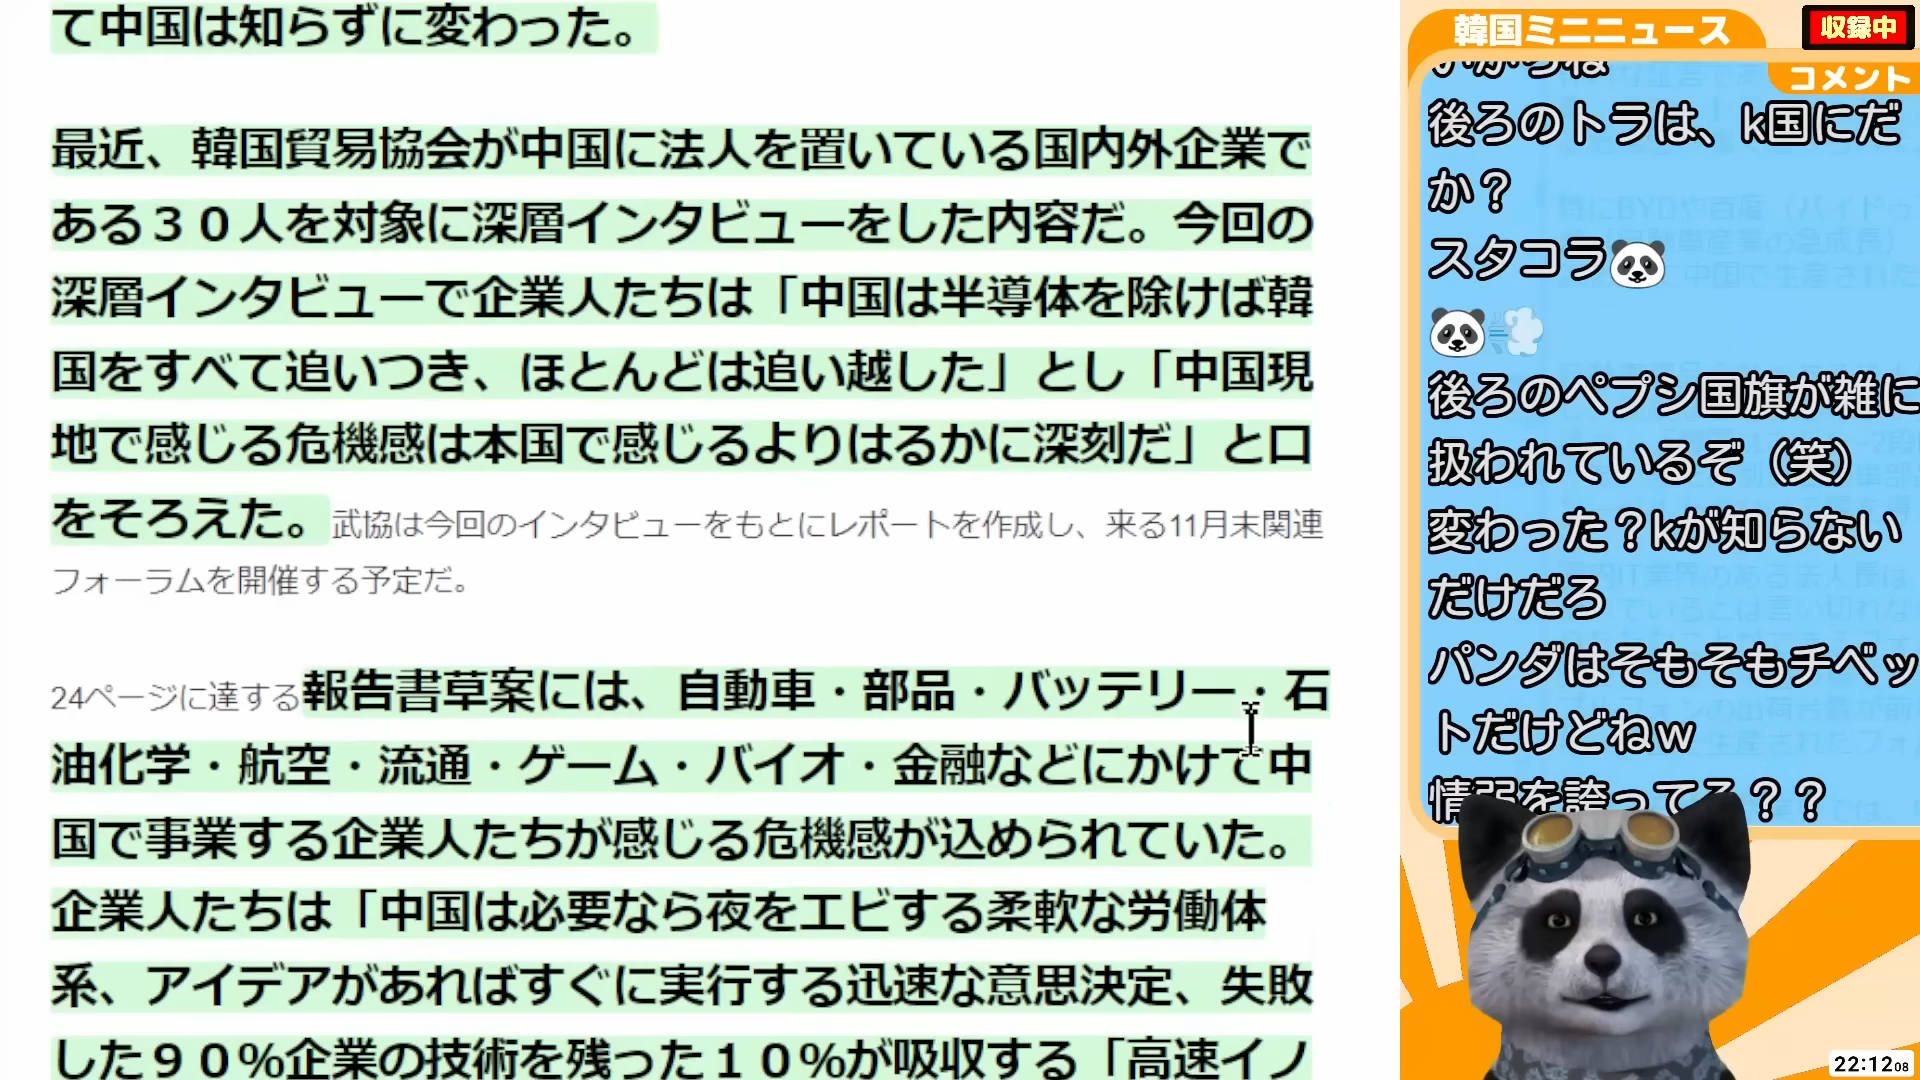 て中国は知らずに変わった。
最近、韓国貿易協会が中国に法人を置いている国内外企業で
ある３０人を対象に深層インタビューをした内容だ。今回の
深層インタビューで企業人たちは「中国は半導体を除けば韓
国をすべて追いつき、ほとんどは追い越した」とし「中国現
地で感じる危機感は本国で感じるよりはるかに深刻だ」と口
をそろえた。武協は今回のインタビューをもとにレポートを作成し、来る11月末関連
フォーラムを開催する予定だ。
24ページに達する報告書草案には、自動車・部品・バッテリー・石
油化学・航空・流通・ゲーム・バイオ・金融などにかけて中
国で事業する企業人たちが感じる危機感が込められていた。
企業人たちは「中国は必要なら夜をエビする柔軟な労働体
系、アイデアがあればすぐに実行する迅速な意思決定、失敗
した９０％企業の技術を残った１０％が吸収する「高速イノ
韓国ミニニュース
収録中
コメント
後ろのトラは、k国にだ
か？
スタコラ🐼
🐼💨
後ろのペプシ国旗が雑に
扱われているぞ（笑）
変わった？kが知らない
だけだろ
パンダはそもそもチベッ
トだけどねw
情弱を誇ってる？？
22:12 08